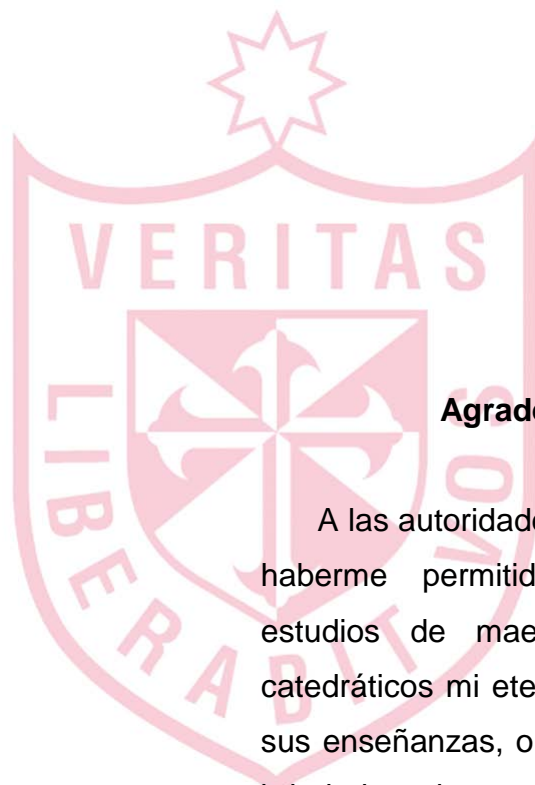 VERITAS
LIBERABIT VOS
Agrad
A las autoridad
haberme permitid
estudios de mae
catedráticos mi ete
sus enseñanzas, o